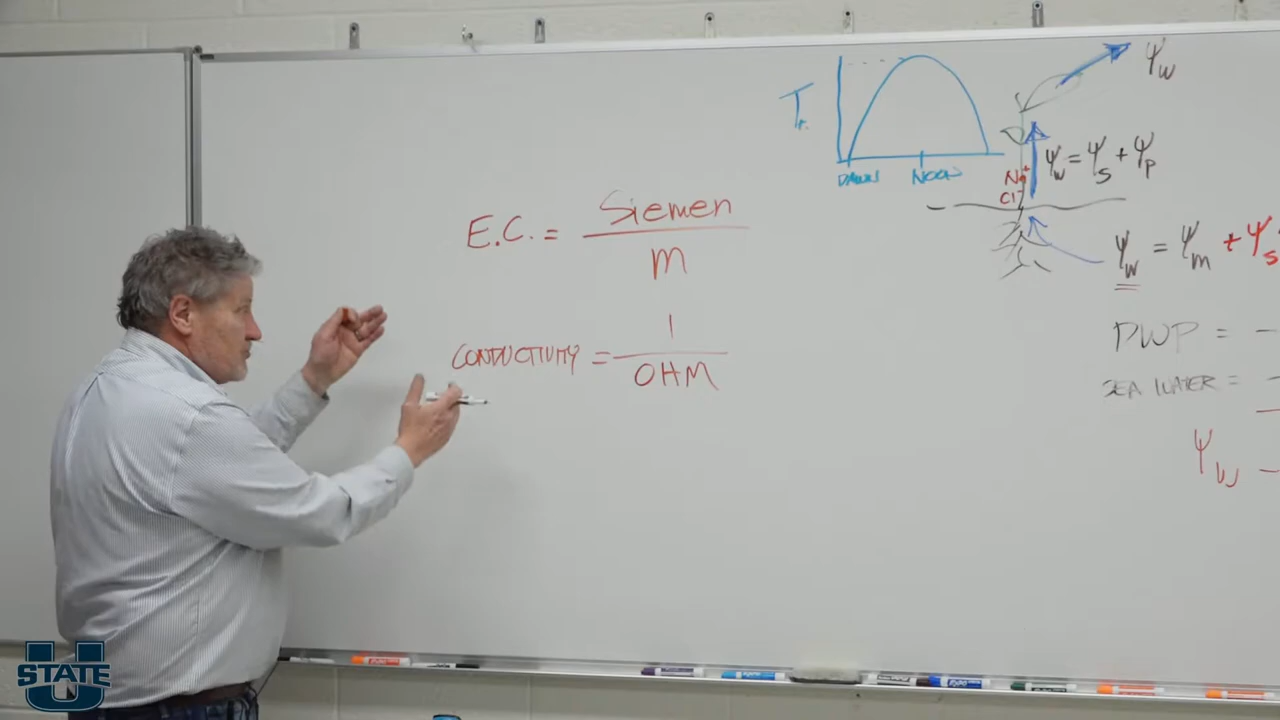 E.C. = Siemen
m
CONDUCTIVITY = 1
OHM
Tr.
DAWN NOON
Ψw
Ψw = Ψs + Ψp
Na+
Cl-
Ψw = Ψm + Ψs
PWP = -
SEA WATER = -
Ψw -
U
STATE